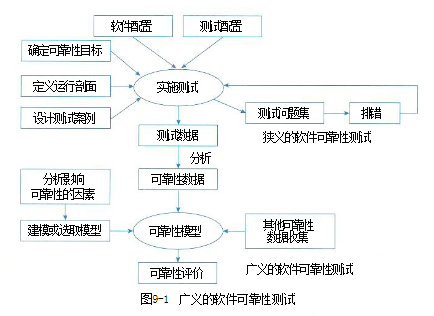 软件配置
测试配置
确定可靠性目标
定义运行剖面
实施测试
设计测试案例
测试问题集
排错
测试数据
狭义的软件可靠性测试
分析
分析影响
可靠性的因素
可靠性数据
建模或选取模型
可靠性模型
其他可靠性
数据收集
可靠性评价
广义的软件可靠性测试
图9-1 广义的软件可靠性测试